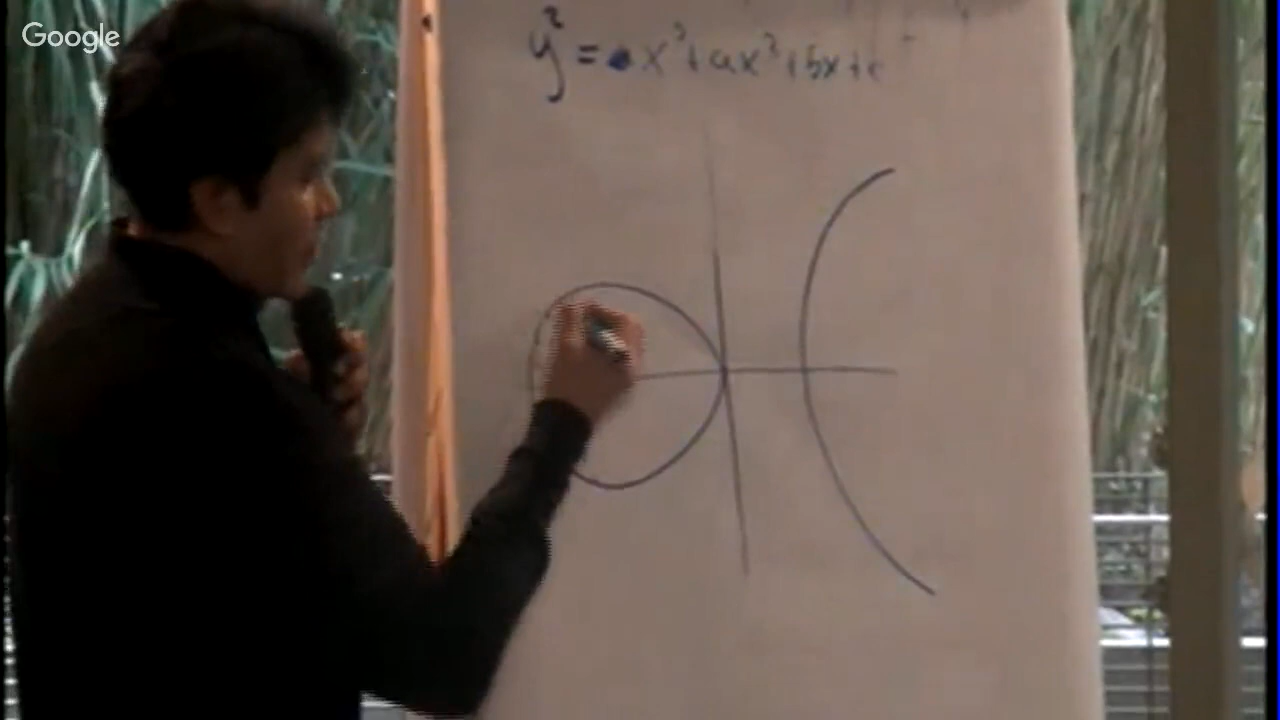 Google
y² = x³ + ax² + bx + c